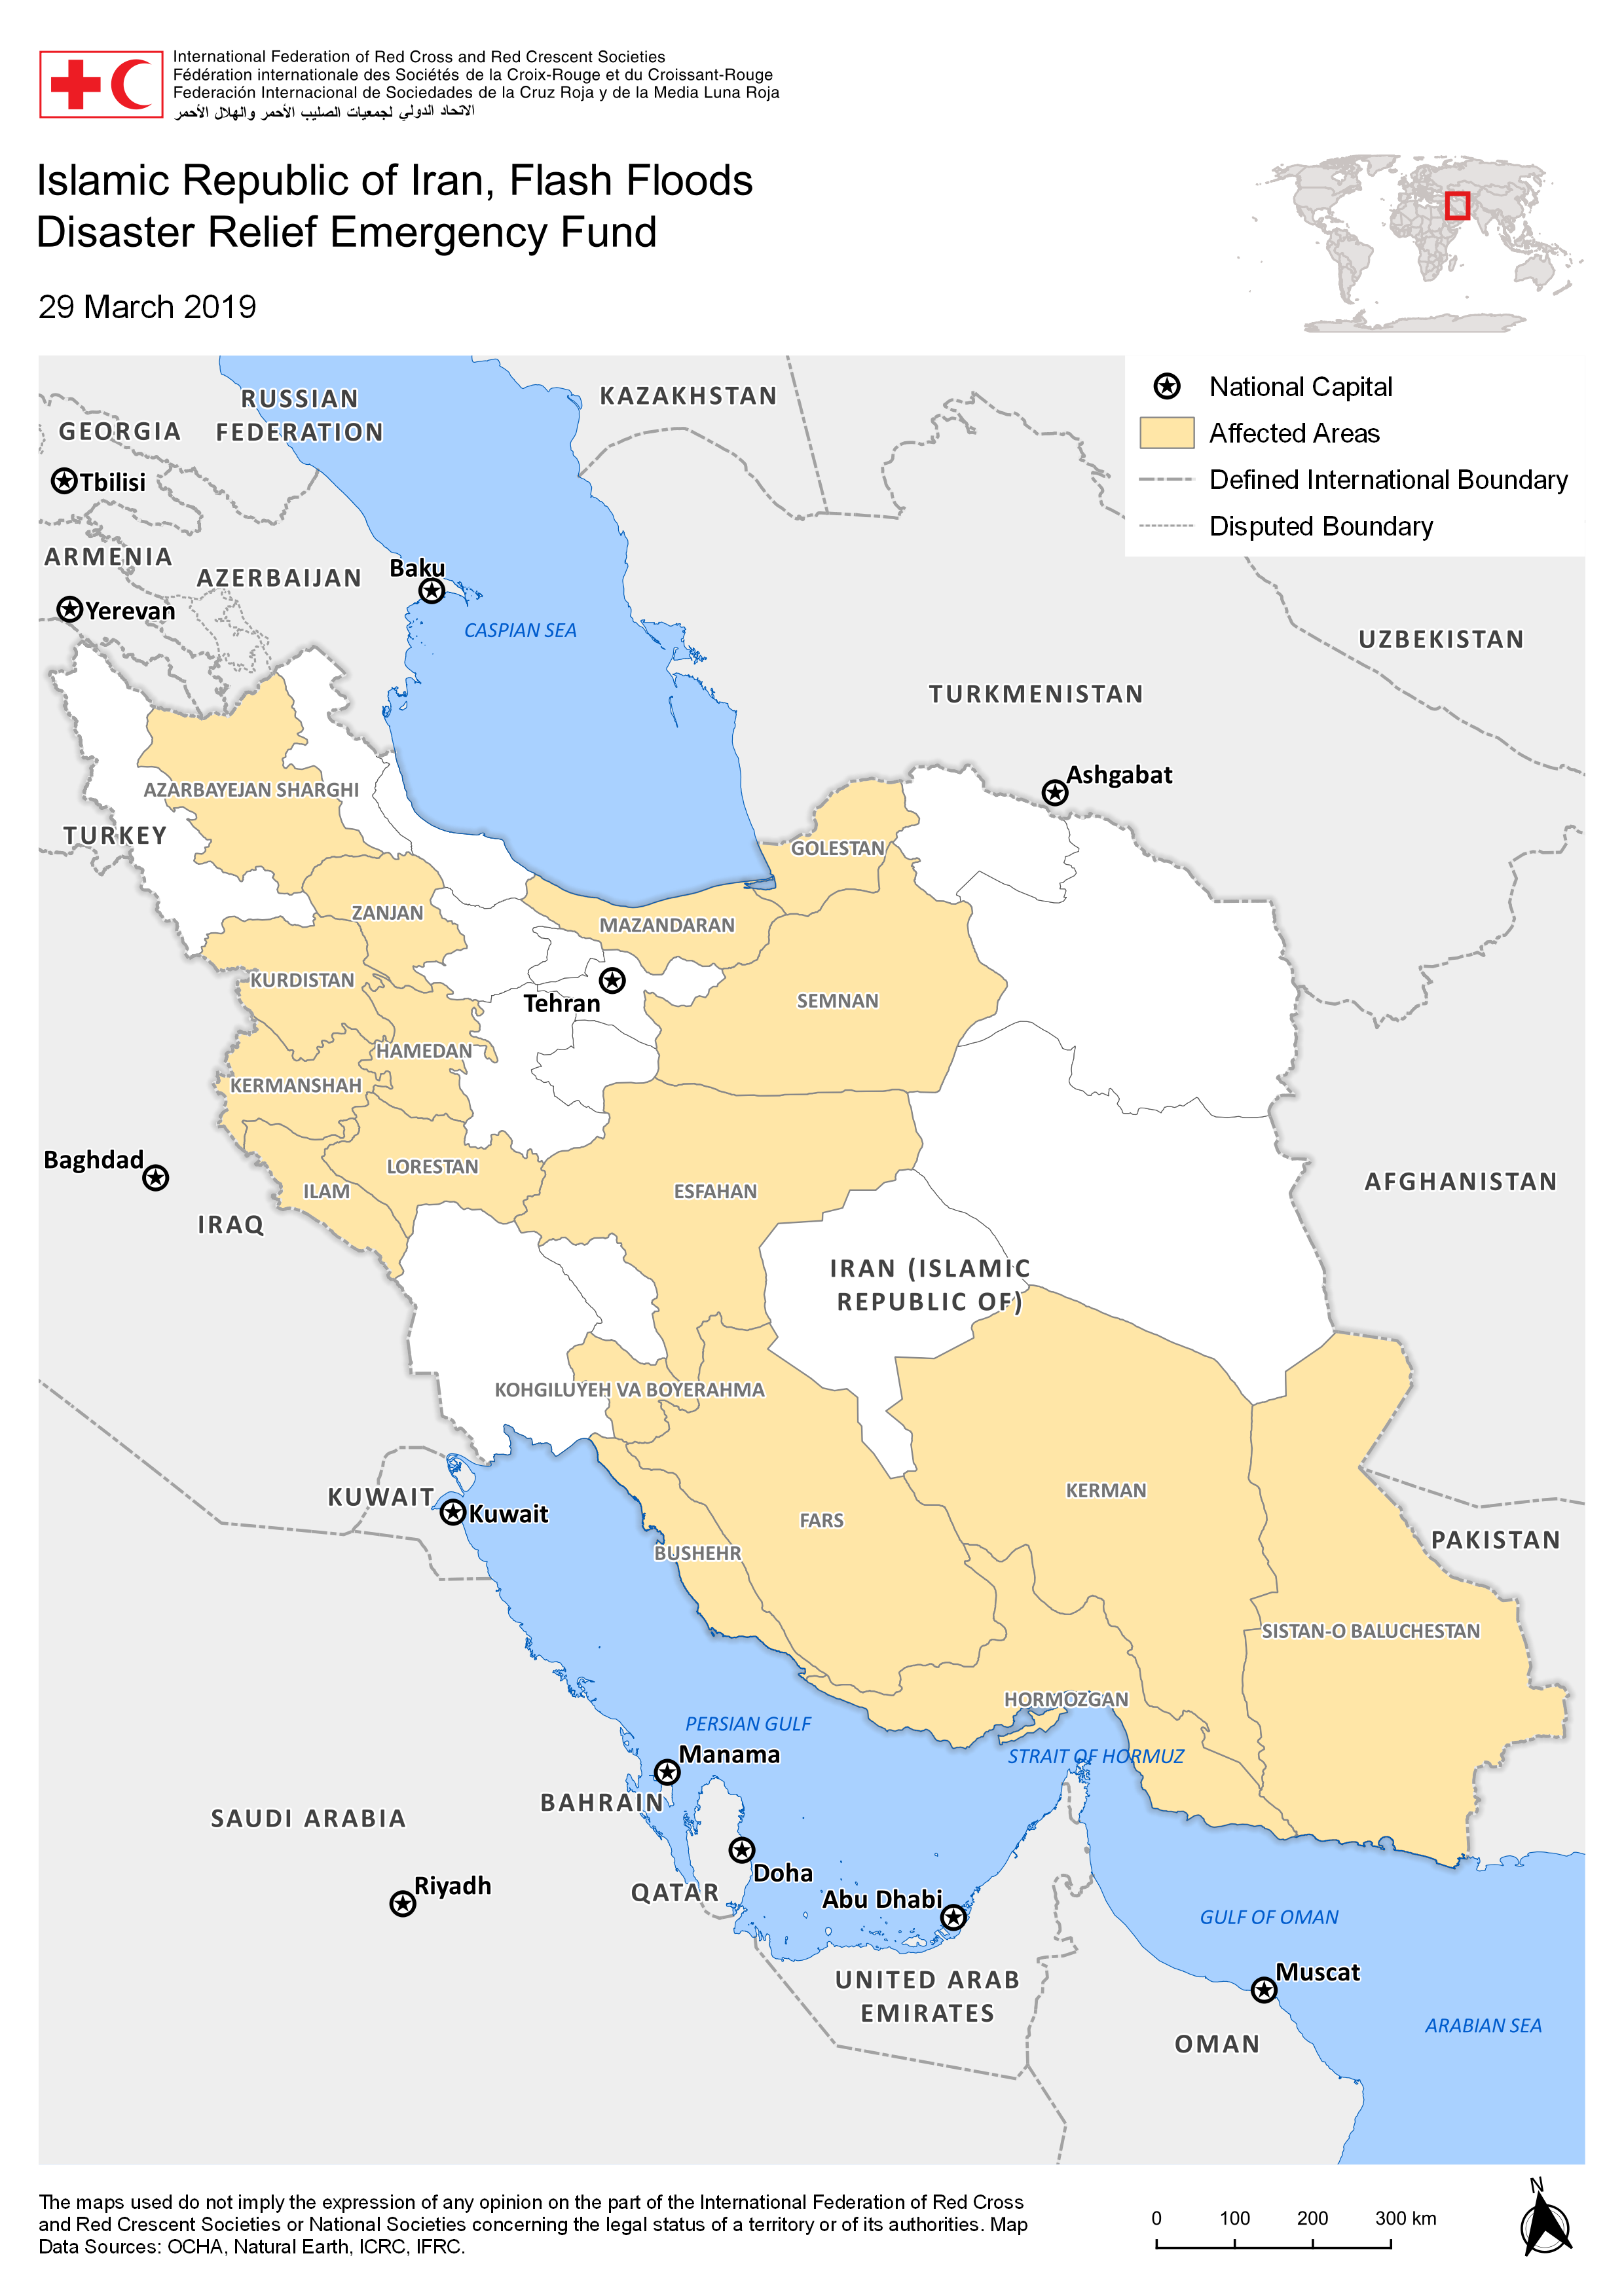 International Federation of Red Cross and Red Crescent Societies
Fédération internationale des Sociétés de la Croix-Rouge et du Croissant-Rouge
Federación Internacional de Sociedades de la Cruz Roja y de la Media Luna Roja
الاتحاد الدولي لجمعيات الصليب الأحمر والهلال الأحمر
Islamic Republic of Iran, Flash Floods
Disaster Relief Emergency Fund
29 March 2019
National Capital
Affected Areas
Defined International Boundary
Disputed Boundary
RUSSIAN
FEDERATION
KAZAKHSTAN
GEORGIA
Tbilisi
ARMENIA
AZERBAIJAN
Baku
Yerevan
CASPIAN SEA
UZBEKISTAN
TURKMENISTAN
Ashgabat
AZARBAYEJAN SHARGHI
TURKEY
GOLESTAN
ZANJAN
MAZANDARAN
KURDISTAN
Tehran
SEMNAN
HAMEDAN
KERMANSHAH
Baghdad
LORESTAN
ILAM
ESFAHAN
AFGHANISTAN
IRAQ
IRAN (ISLAMIC
REPUBLIC OF)
KOHGILUYEH VA BOYERAHMA
KUWAIT
Kuwait
KERMAN
FARS
PAKISTAN
BUSHEHR
SISTAN-O BALUCHESTAN
HORMOZGAN
PERSIAN GULF
Manama
STRAIT OF HORMUZ
BAHRAIN
SAUDI ARABIA
Doha
Riyadh
QATAR
Abu Dhabi
GULF OF OMAN
UNITED ARAB
EMIRATES
Muscat
ARABIAN SEA
OMAN
The maps used do not imply the expression of any opinion on the part of the International Federation of Red Cross
and Red Crescent Societies or National Societies concerning the legal status of a territory or of its authorities. Map
Data Sources: OCHA, Natural Earth, ICRC, IFRC.
0 100 200 300 km
N